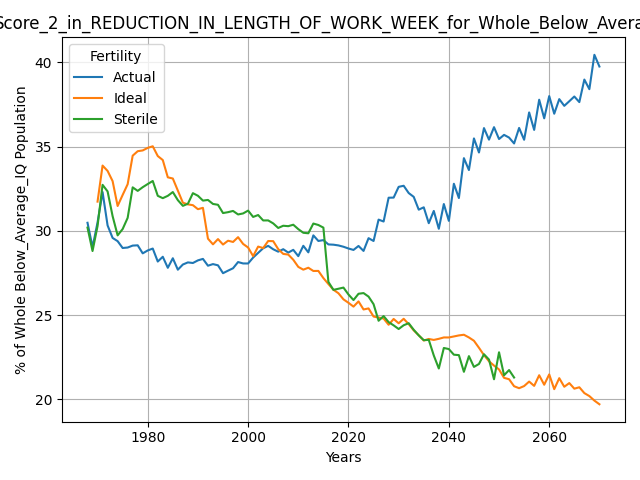 Score_2_in_REDUCTION_IN_LENGTH_OF_WORK_WEEK_for_Whole_Below_Avera
Fertility
Actual
Ideal
Sterile
% of Whole Below_Average_IQ Population
40
35
30
25
20
1980
2000
2020
2040
2060
Years